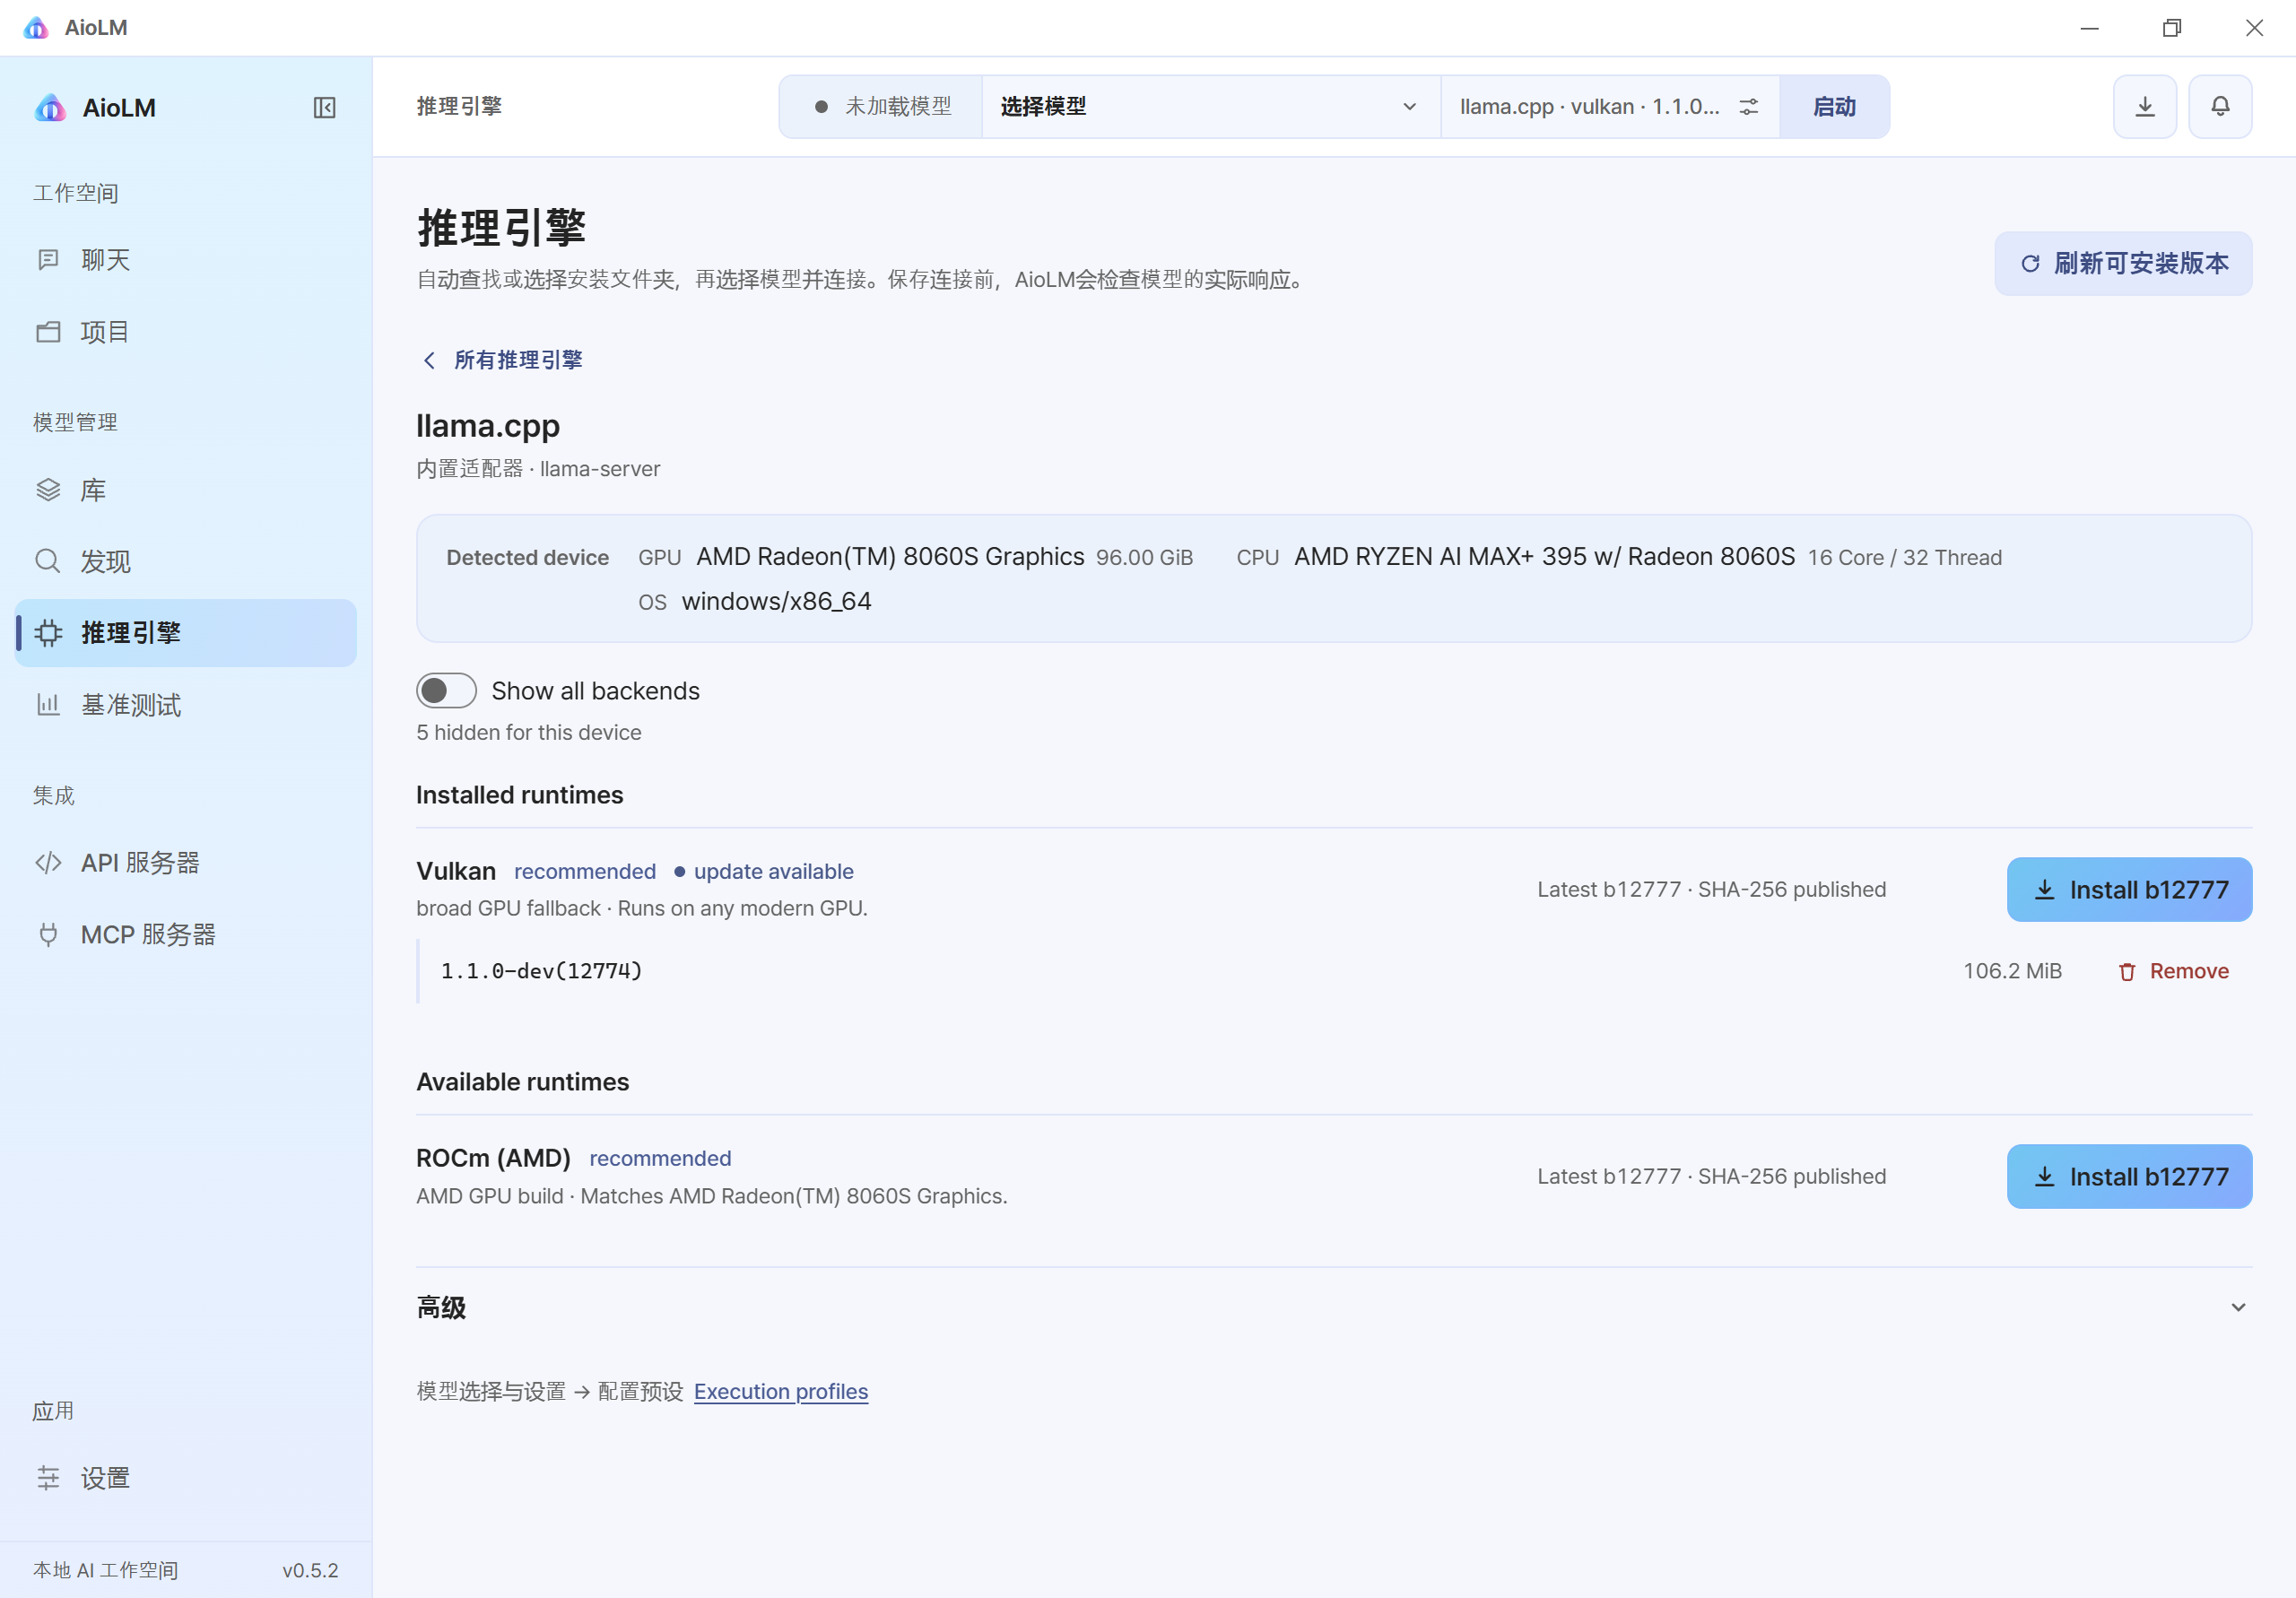 AioLM
AioLM
工作空间
聊天
项目
模型管理
库
发现
推理引擎
基准测试
集成
API 服务器
MCP 服务器
应用
设置
本地 AI 工作空间 v0.5.2
推理引擎 未加载模型 选择模型 llama.cpp · vulkan · 1.1.0... 启动
推理引擎
自动查找或选择安装文件夹，再选择模型并连接。保存连接前，AioLM会检查模型的实际响应。
刷新可安装版本
所有推理引擎
llama.cpp
内置适配器 · llama-server
Detected device GPU AMD Radeon(TM) 8060S Graphics 96.00 GiB CPU AMD RYZEN AI MAX+ 395 w/ Radeon 8060S 16 Core / 32 Thread
OS windows/x86_64
Show all backends
5 hidden for this device
Installed runtimes
Vulkan recommended • update available
broad GPU fallback · Runs on any modern GPU.
Latest b12777 · SHA-256 published Install b12777
1.1.0-dev(12774) 106.2 MiB Remove
Available runtimes
ROCm (AMD) recommended
AMD GPU build · Matches AMD Radeon(TM) 8060S Graphics.
Latest b12777 · SHA-256 published Install b12777
高级
模型选择与设置 → 配置预设 Execution profiles